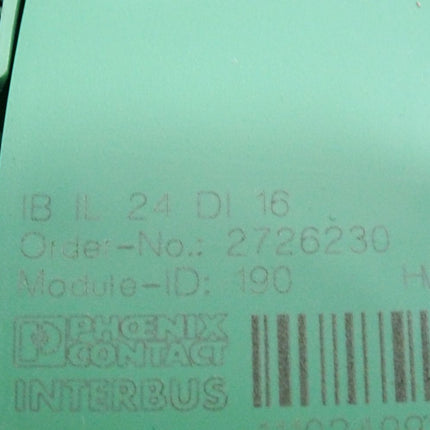 IB IL 24 DI 16
Order-No.: 2726230
Module-ID: 190
PHOENIX
CONTACT
INTERBUS